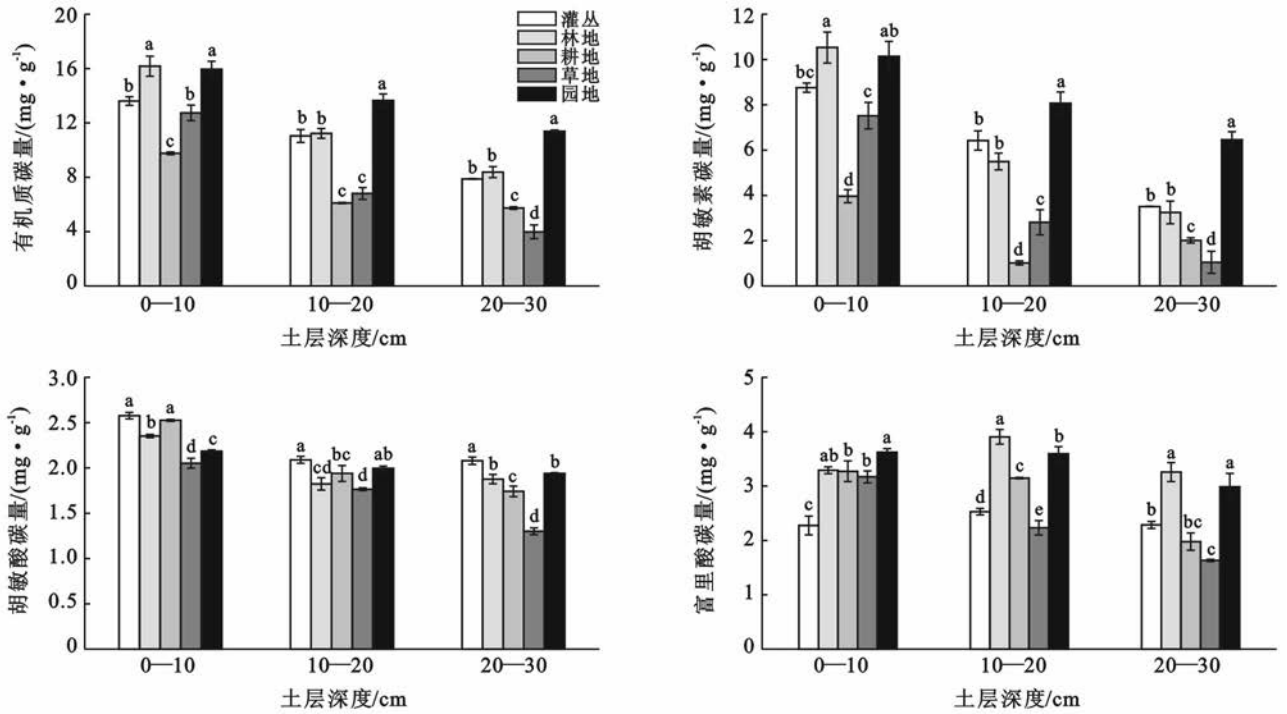 有机质碳量/(mg·g⁻¹)
20
16
12
8
4
0
b a c b a
b b c c a
b b c d a
灌丛
林地
耕地
草地
园地
0—10 10—20 20—30
土层深度/cm
胡敏素碳量/(mg·g⁻¹)
12
10
8
6
4
2
0
bc a d c ab
b b d c a
b b c d a
0—10 10—20 20—30
土层深度/cm
胡敏酸碳量/(mg·g⁻¹)
3.0
2.5
2.0
1.5
1.0
0.5
0
a b a d c
a cd bc d ab
a b c d b
0—10 10—20 20—30
土层深度/cm
富里酸碳量/(mg·g⁻¹)
5
4
3
2
1
0
c ab b b a
d a c e b
b a bc c a
0—10 10—20 20—30
土层深度/cm